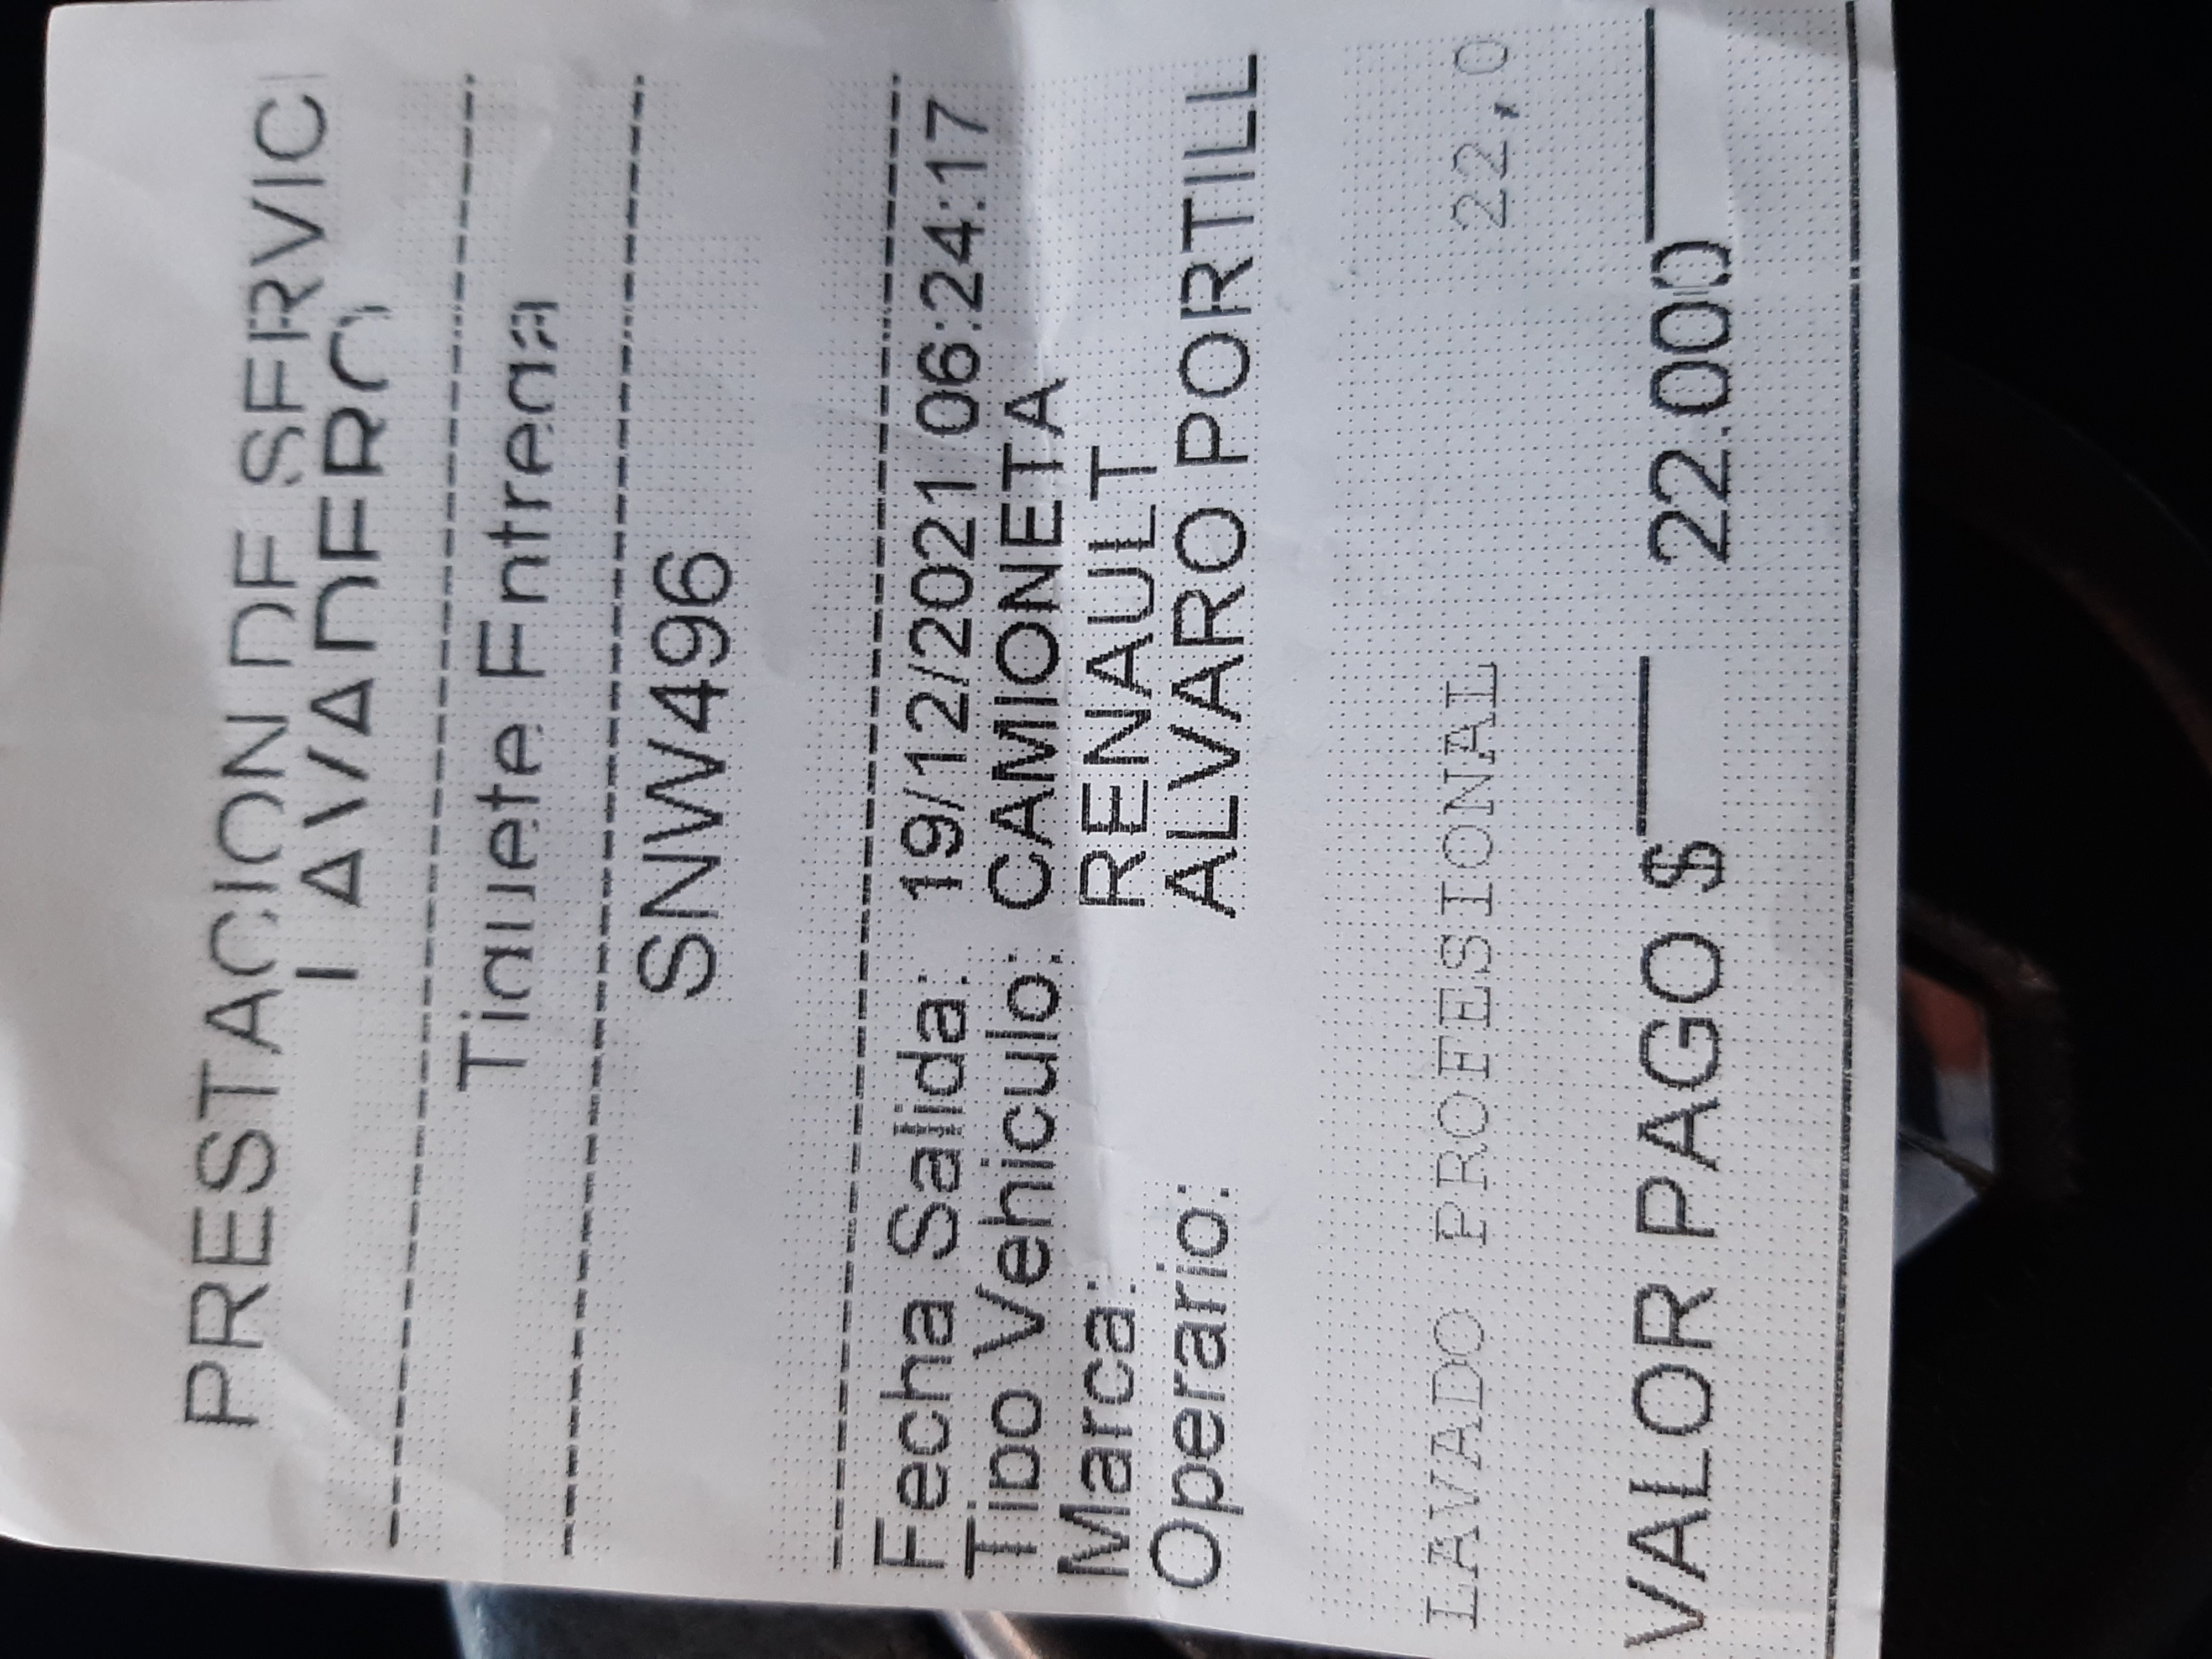 PRESTACION DE SERVICI
LAVADERO
Tiquete Entrega
SNW496
Fecha Salida: 19/12/2021 06:24:17
Tipo Vehiculo: CAMIONETA
Marca: RENAULT
Operario: ALVARO PORTILL
LAVADO PROFESIONAL 22,0
VALOR PAGO $ 22.000